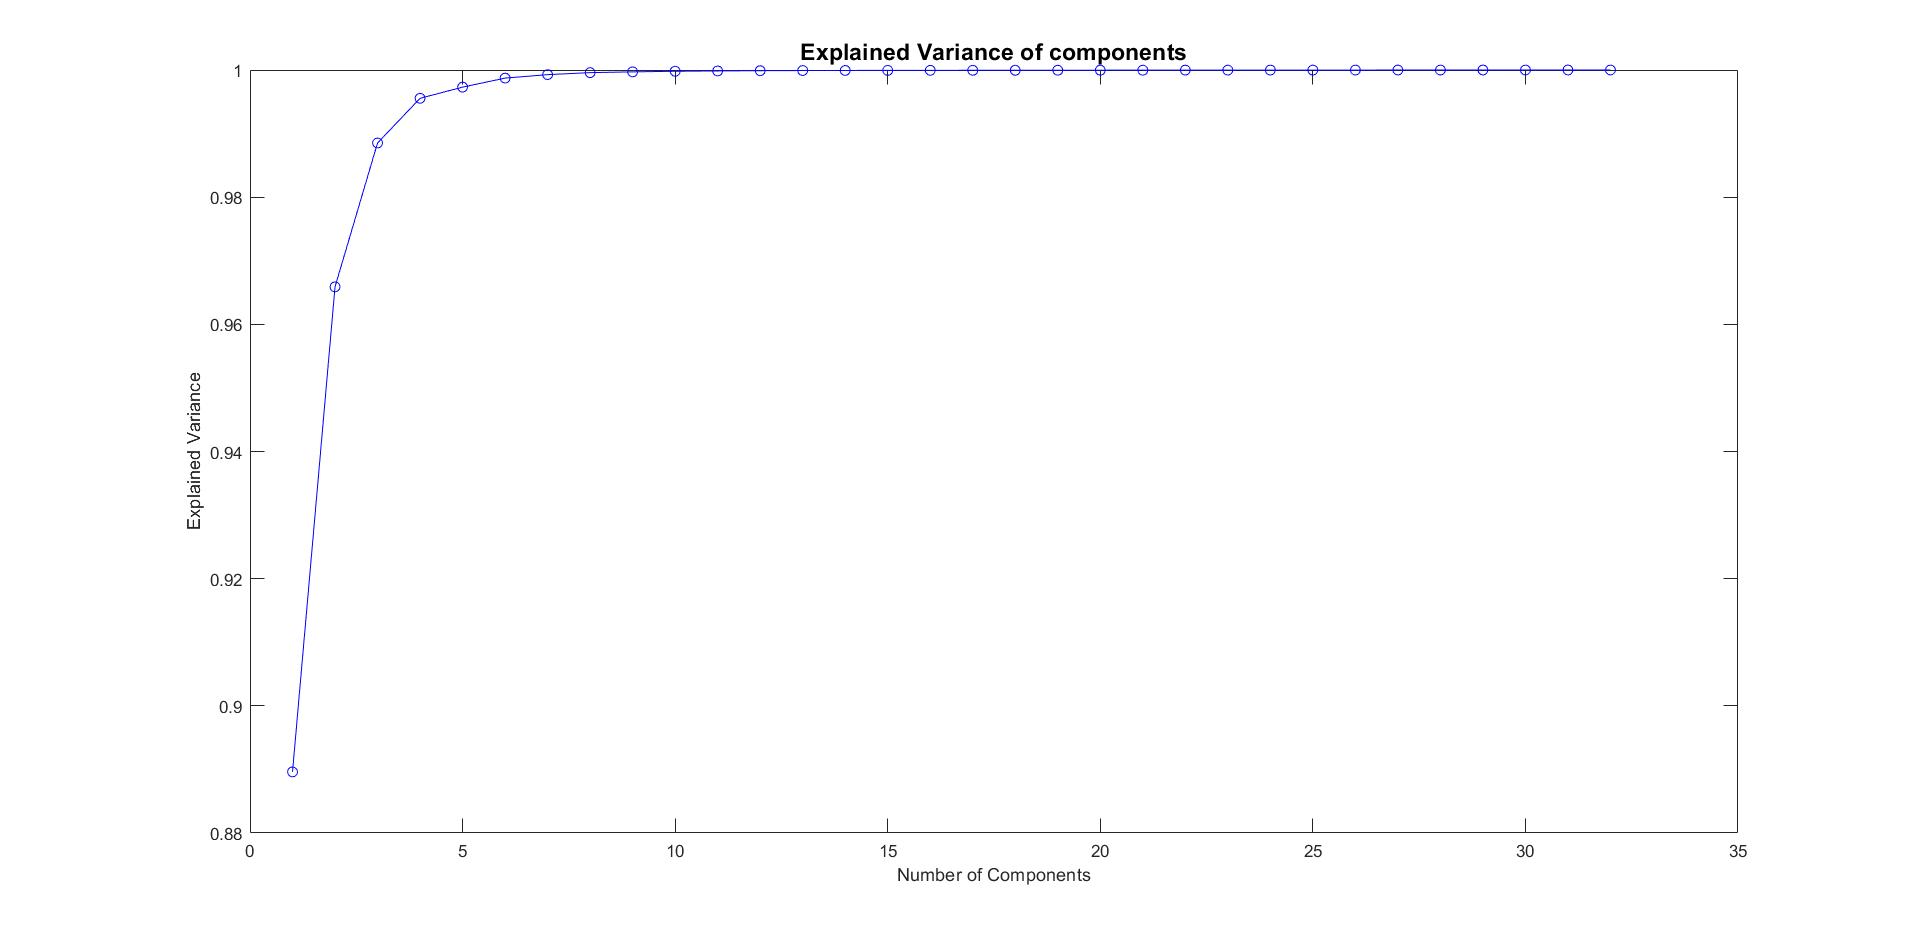 Explained Variance of components
1
0.98
0.96
0.94
0.92
0.9
0.88
Explained Variance
0 5 10 15 20 25 30 35
Number of Components